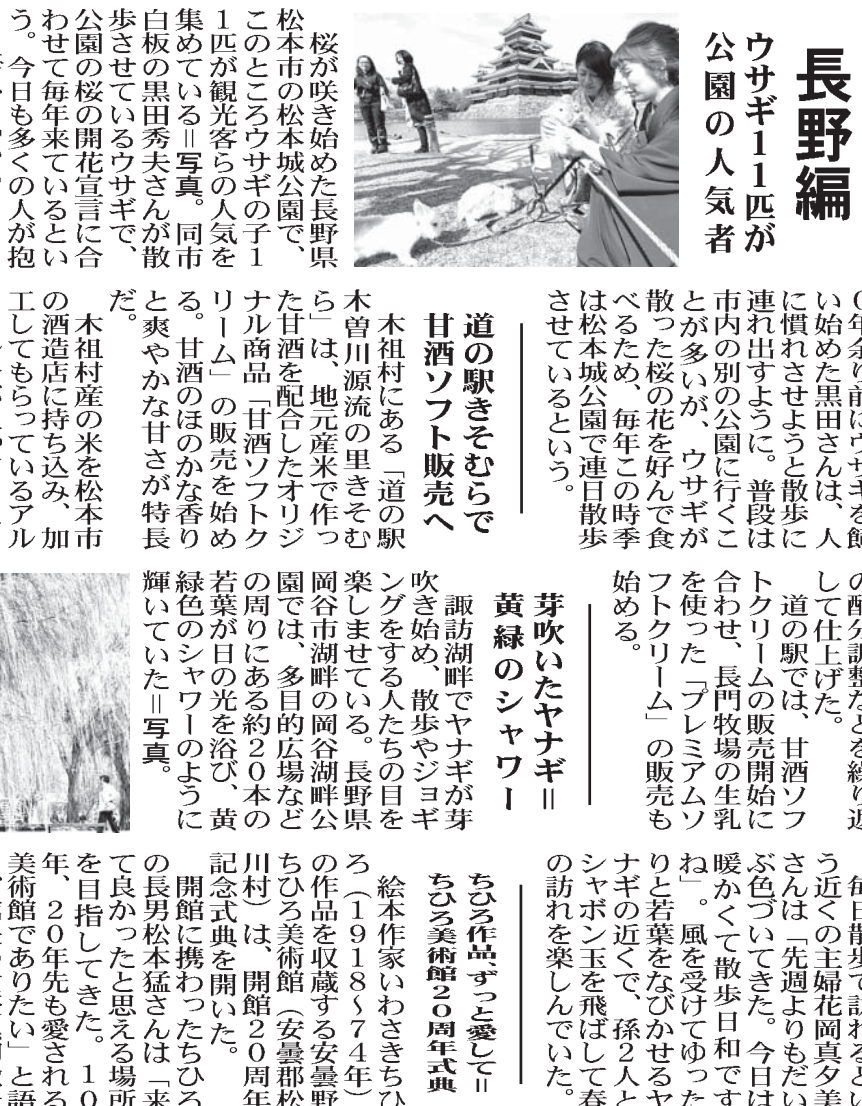 長野編
ウサギ１１匹が
公園の人気者
桜が咲き始めた長野県
松本市の松本城公園で、
このところウサギの子１
１匹が観光客らの人気を
集めている＝写真。同市
白板の黒田秀夫さんが散
歩させているウサギで、
公園の桜の開花宣言に合
わせて毎年来ているとい
う。今日も多くの人が抱
い始めた黒田さんは、人
に慣れさせようと散歩に
連れ出すように。普段は
市内の別の公園に行くこ
とが多いが、ウサギが
散った桜の花を好んで食
べるため、毎年この時季
は松本城公園で連日散歩
させているという。
道の駅きそむらで
甘酒ソフト販売へ
木祖村にある「道の駅
木曽川源流の里きそむ
ら」は、地元産米で作っ
た甘酒を配合したオリジ
ナル商品「甘酒ソフトク
リーム」の販売を始め
る。甘酒のほのかな香り
と爽やかな甘さが特長
だ。
木祖村産の米を松本市
の酒造店に持ち込み、加
工してもらっているアル
の配分調整などを繰り返
して仕上げた。
道の駅では、甘酒ソフ
トクリームの販売開始に
合わせ、長門牧場の生乳
を使った「プレミアムソ
フトクリーム」の販売も
始める。
芽吹いたヤナギ＝
黄緑のシャワー
諏訪湖畔でヤナギが芽
吹き始め、散歩やジョギ
ングをする人たちの目を
楽しませている。長野県
岡谷市湖畔の岡谷湖畔公
園では、多目的広場など
の周りにある約２０本の
若葉が日の光を浴び、黄
緑色のシャワーのように
輝いていた＝写真。
毎日散歩で訪れるとい
う近くの主婦花岡真夕美
さんは「先週よりもだい
ぶ色づいてきた。今日は
暖かくて散歩日和です
ね」。風を受けてゆった
りと若葉をなびかせるヤ
ナギの近くで、孫２人と
シャボン玉を飛ばして春
の訪れを楽しんでいた。
ちひろ作品、ずっと愛して＝
ちひろ美術館２０周年式典
絵本作家いわさきちひ
ろ（１９１８～７４年）
の作品を収蔵する安曇野
ちひろ美術館（安曇郡松
川村）は、開館２０周年
記念式典を開いた。
開館に携わったちひろ
の長男松本猛さんは「来
て良かったと思える場所
を目指してきた。１０
年、２０年先も愛される
美術館でありたい」と語